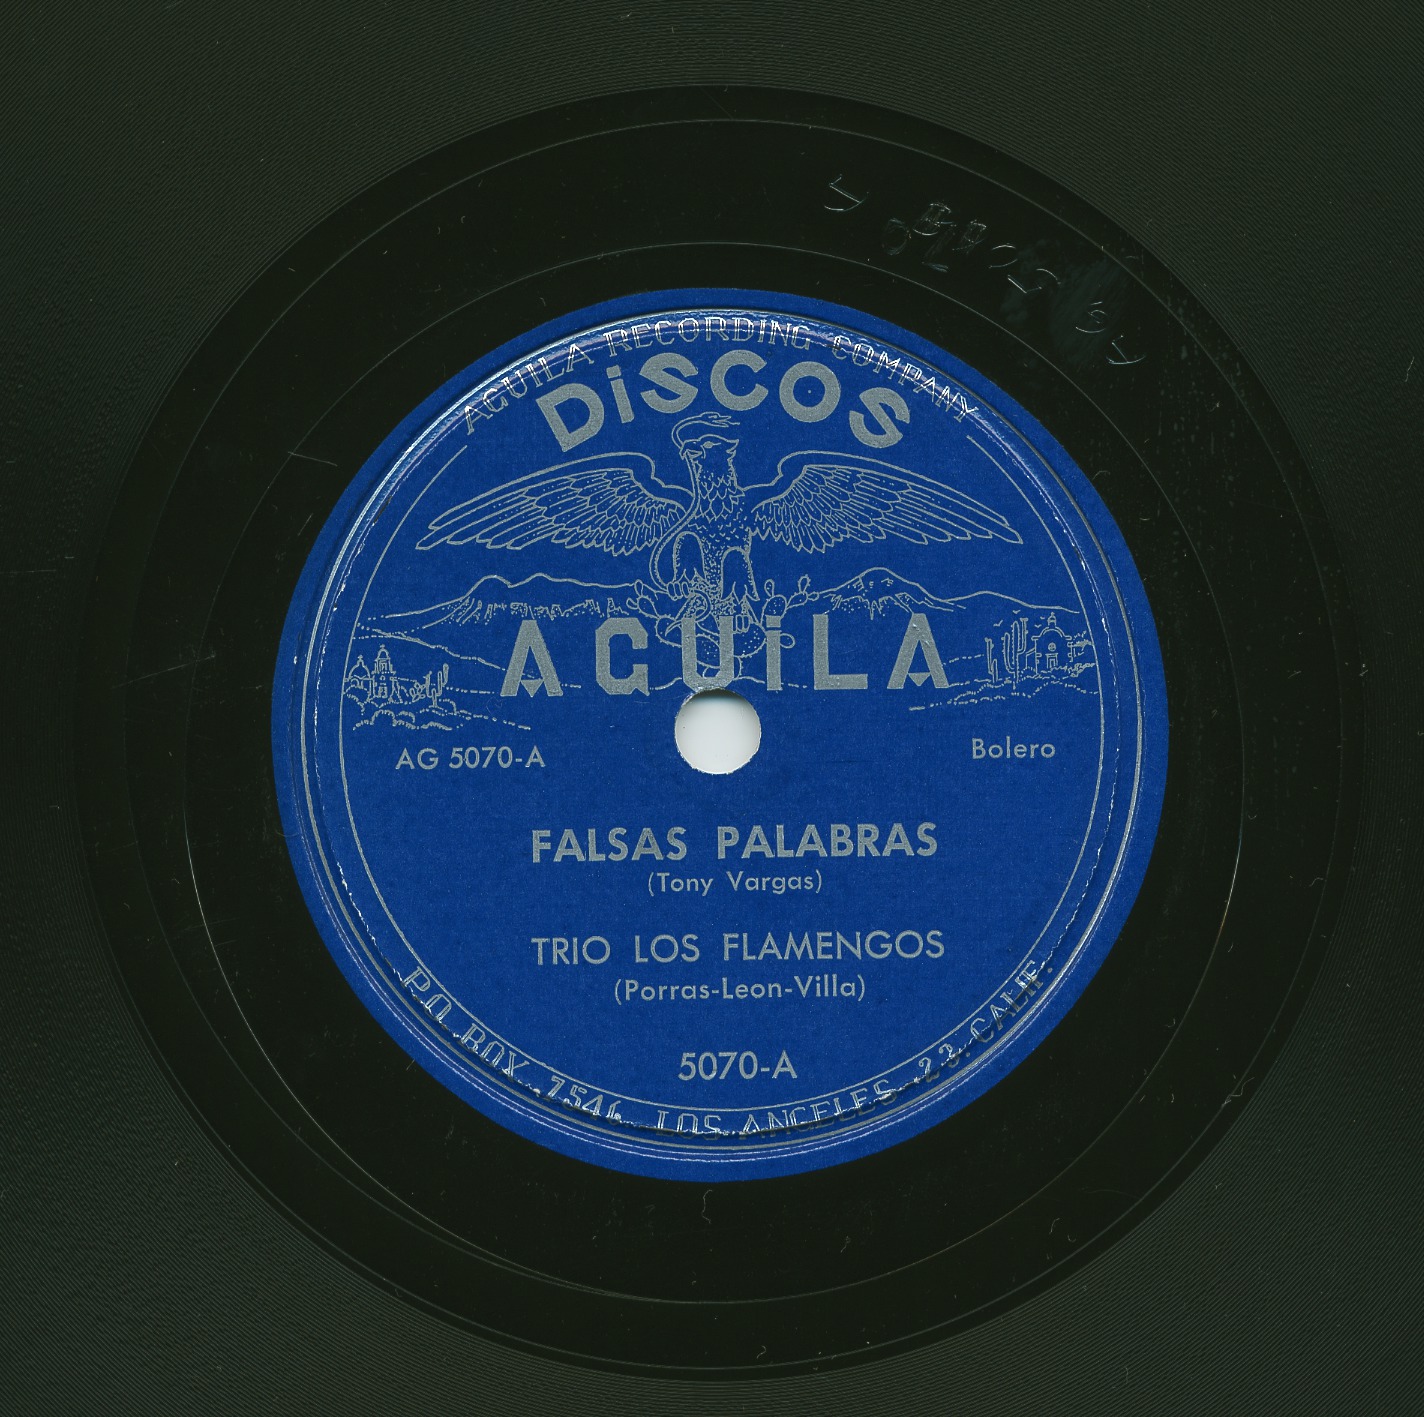 AGUILA RECORDING COMPANY
DiSCOS
AGUiLA
AG 5070-A
Bolero
FALSAS PALABRAS
(Tony Vargas)
TRIO LOS FLAMENGOS
(Porras-Leon-Villa)
5070-A
P.O. BOX 7546 LOS ANGELES 23. CALIF.